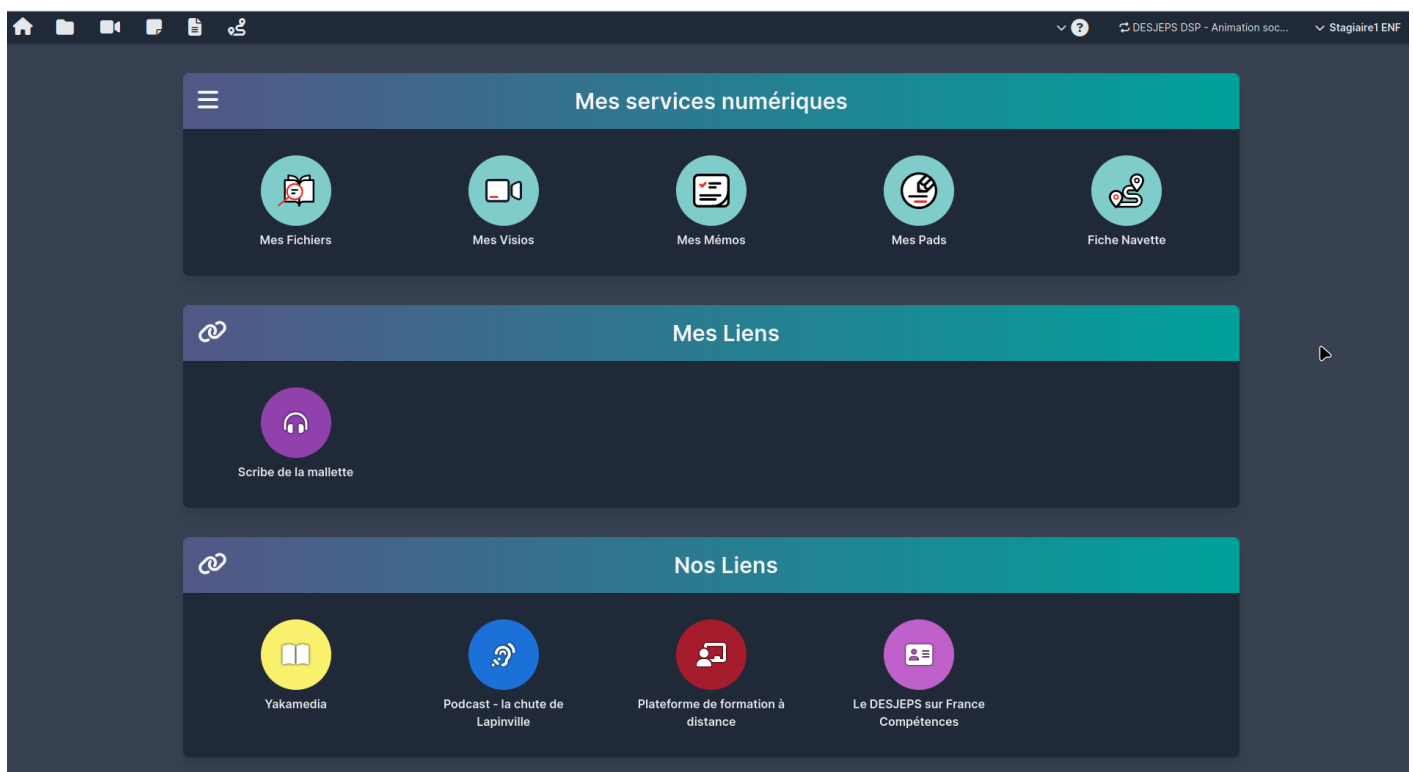 ? DESJEPS DSP - Animation soc... Stagiaire1 ENF
Mes services numériques
Mes Fichiers Mes Visios Mes Mémos Mes Pads Fiche Navette
Mes Liens
Scribe de la mallette
Nos Liens
Yakamedia
Podcast - la chute de
Lapinville
Plateforme de formation à
distance
Le DESJEPS sur France
Compétences